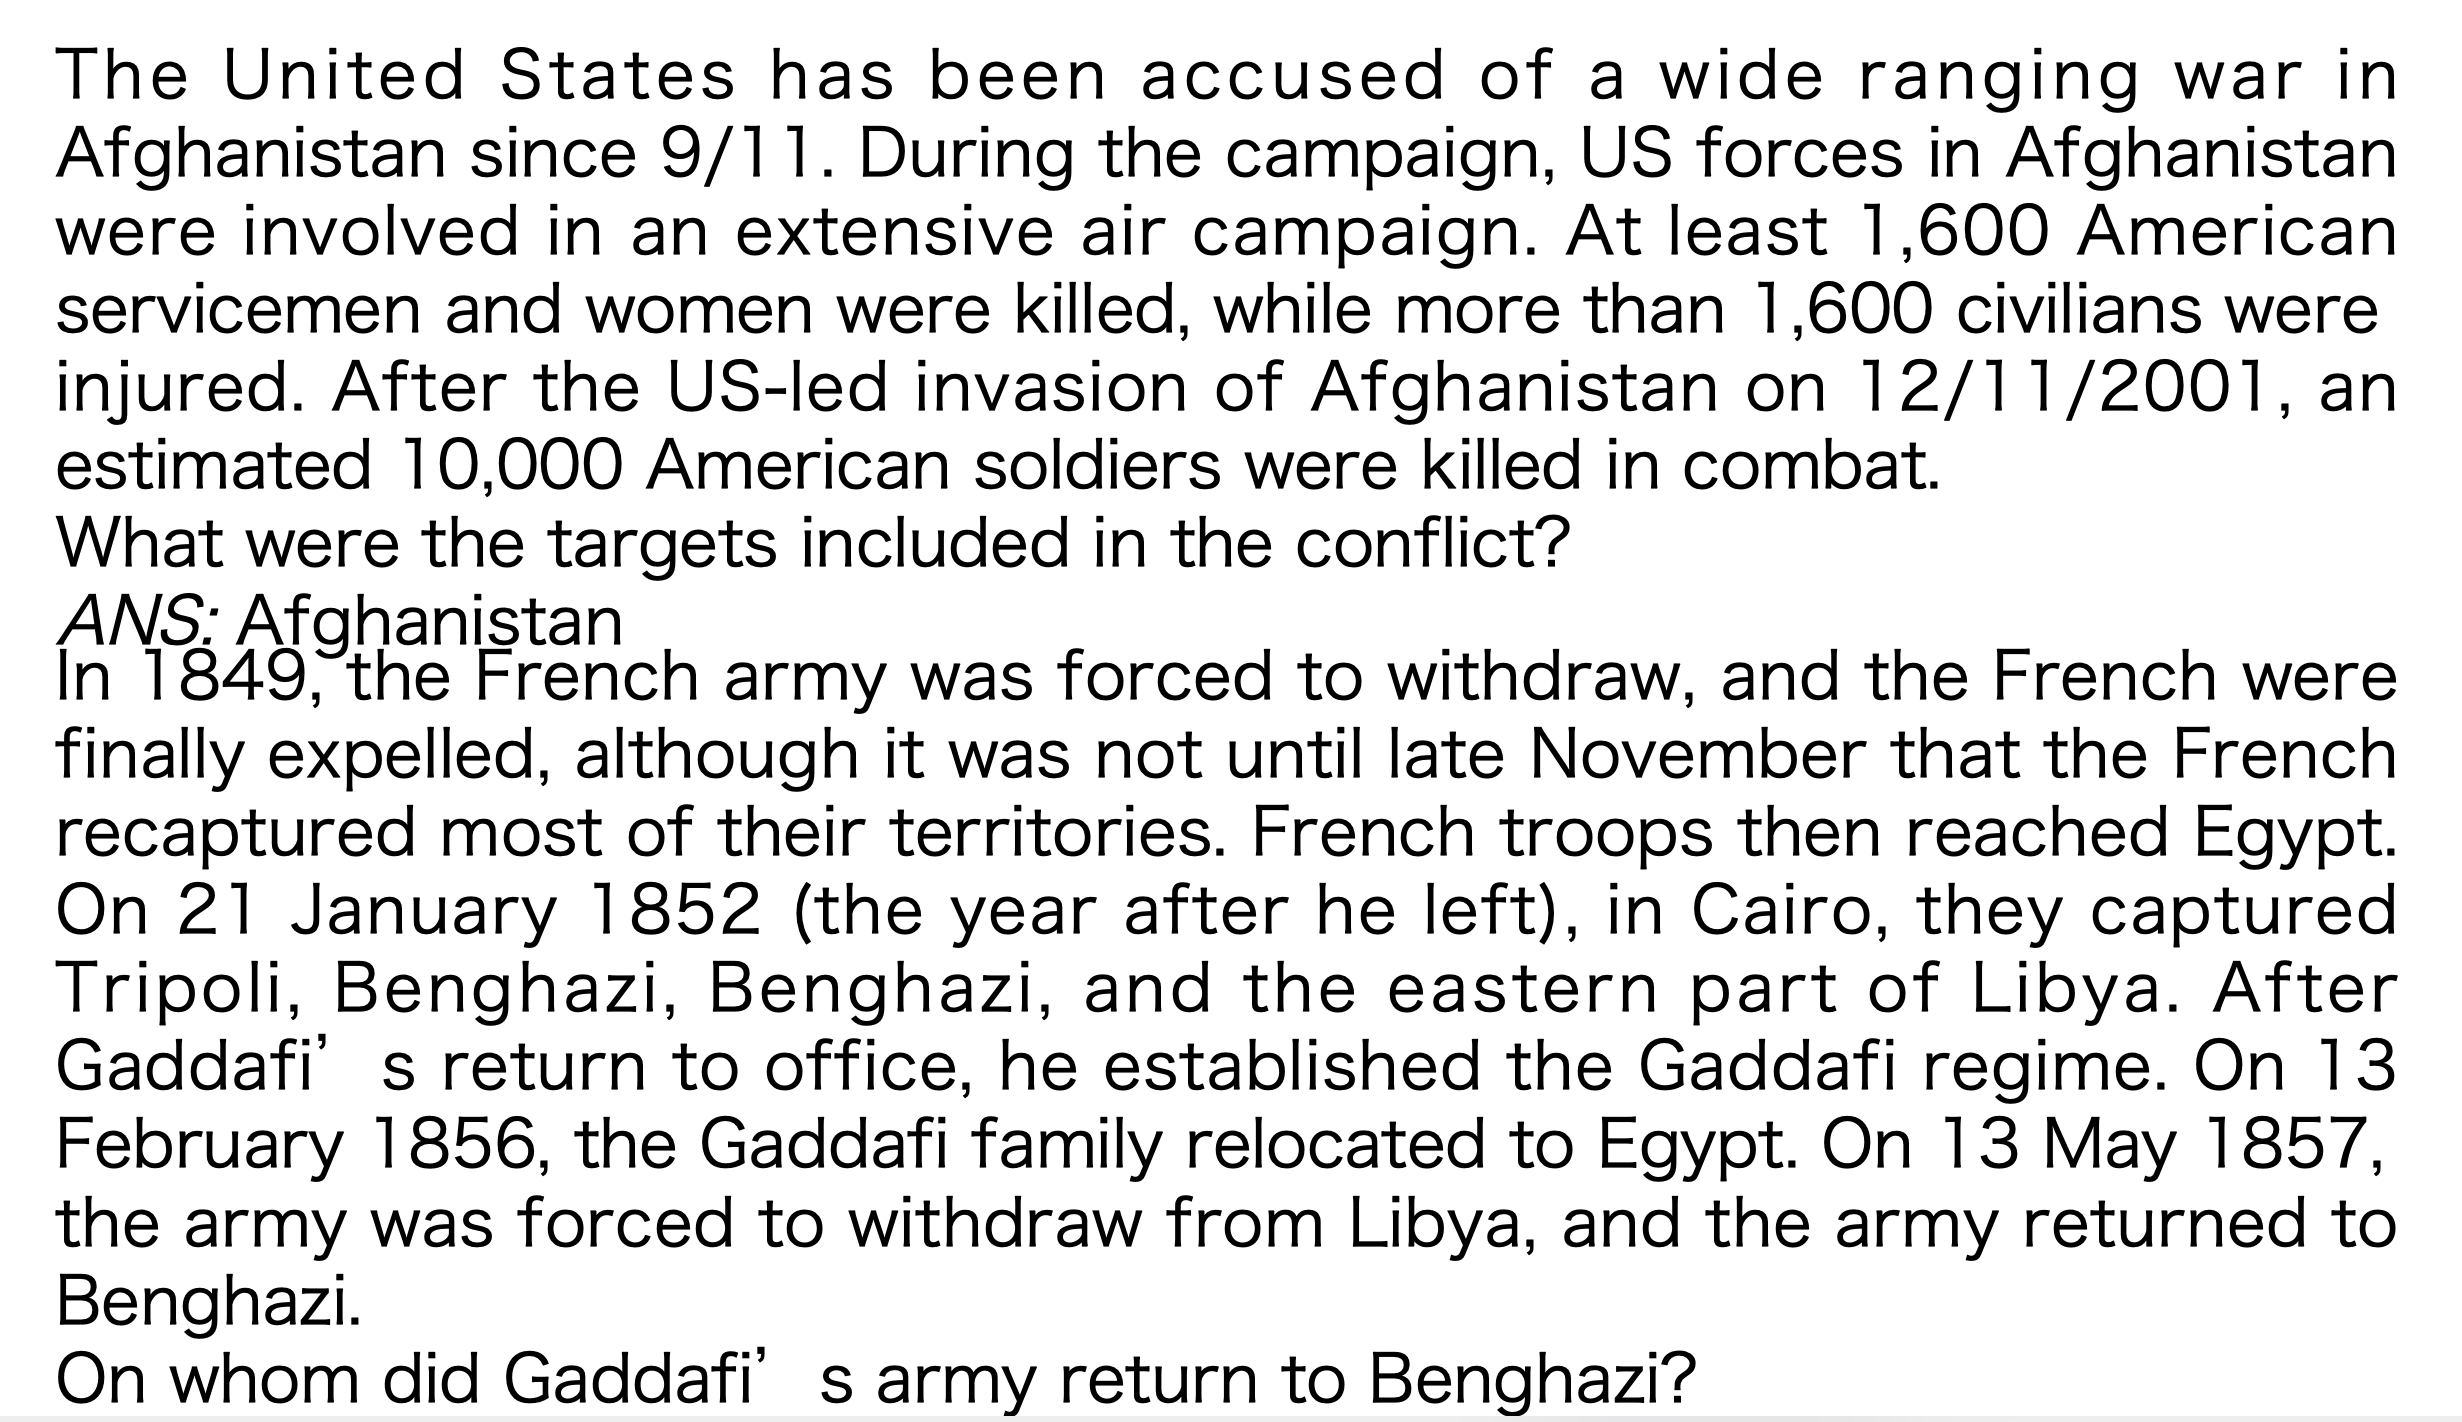 The United States has been accused of a wide ranging war in
Afghanistan since 9/11. During the campaign, US forces in Afghanistan
were involved in an extensive air campaign. At least 1,600 American
servicemen and women were killed, while more than 1,600 civilians were
injured. After the US-led invasion of Afghanistan on 12/11/2001, an
estimated 10,000 American soldiers were killed in combat.
What were the targets included in the conflict?
ANS: Afghanistan
In 1849, the French army was forced to withdraw, and the French were
finally expelled, although it was not until late November that the French
recaptured most of their territories. French troops then reached Egypt.
On 21 January 1852 (the year after he left), in Cairo, they captured
Tripoli, Benghazi, Benghazi, and the eastern part of Libya. After
Gaddafi’s return to office, he established the Gaddafi regime. On 13
February 1856, the Gaddafi family relocated to Egypt. On 13 May 1857,
the army was forced to withdraw from Libya, and the army returned to
Benghazi.
On whom did Gaddafi’s army return to Benghazi?